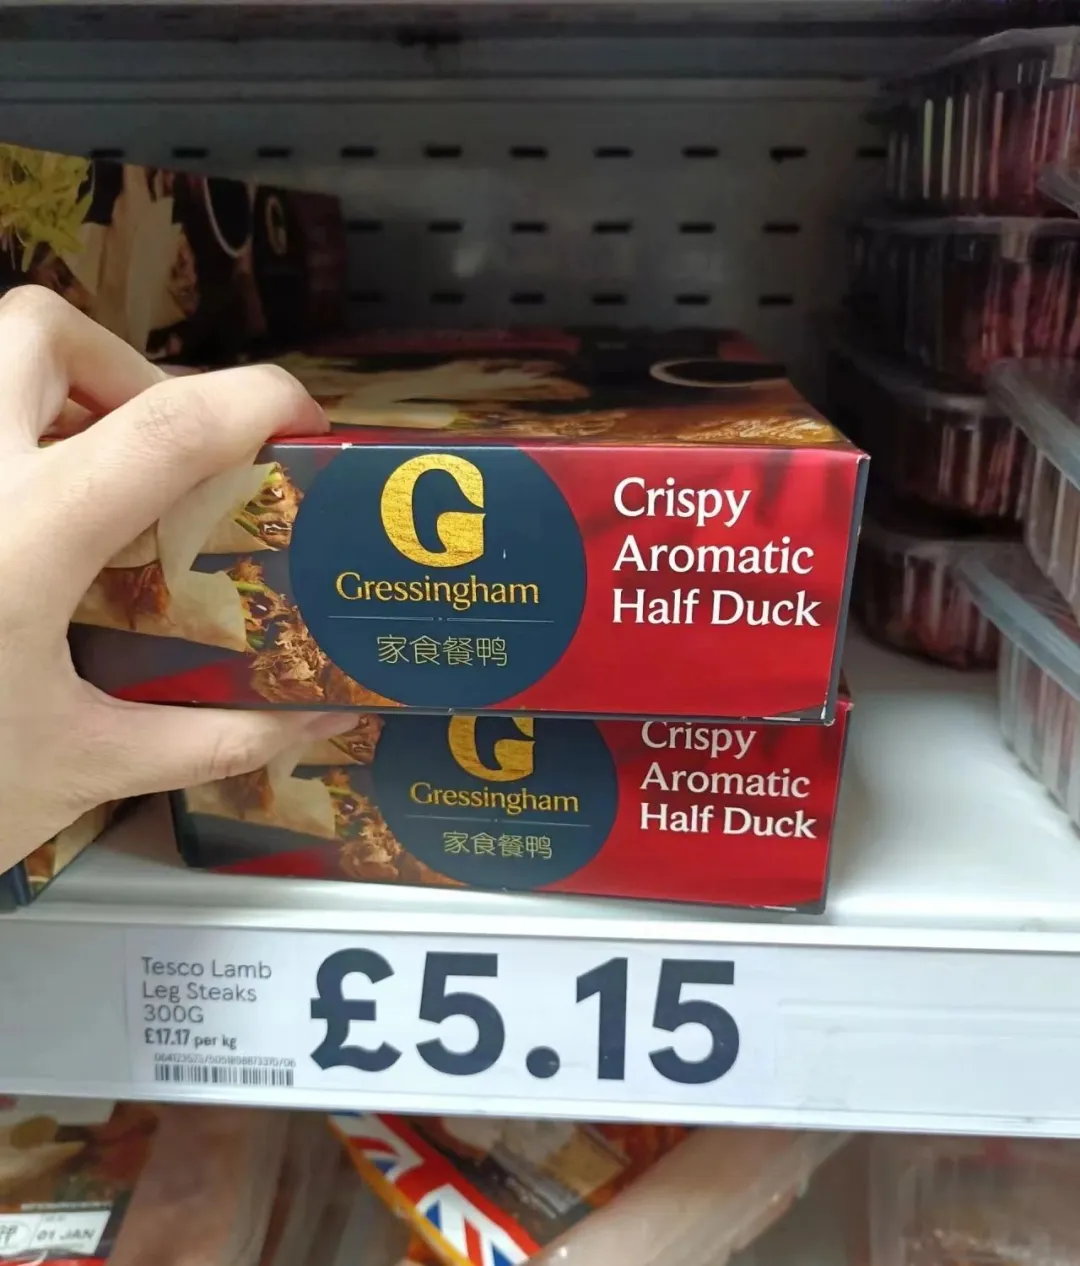 G
Gressingham
家食餐鸭
Crispy
Aromatic
Half Duck
G
Gressingham
家食餐鸭
Crispy
Aromatic
Half Duck
Tesco Lamb
Leg Steaks
300G
£17.17 per kg
£5.15
01 JAN